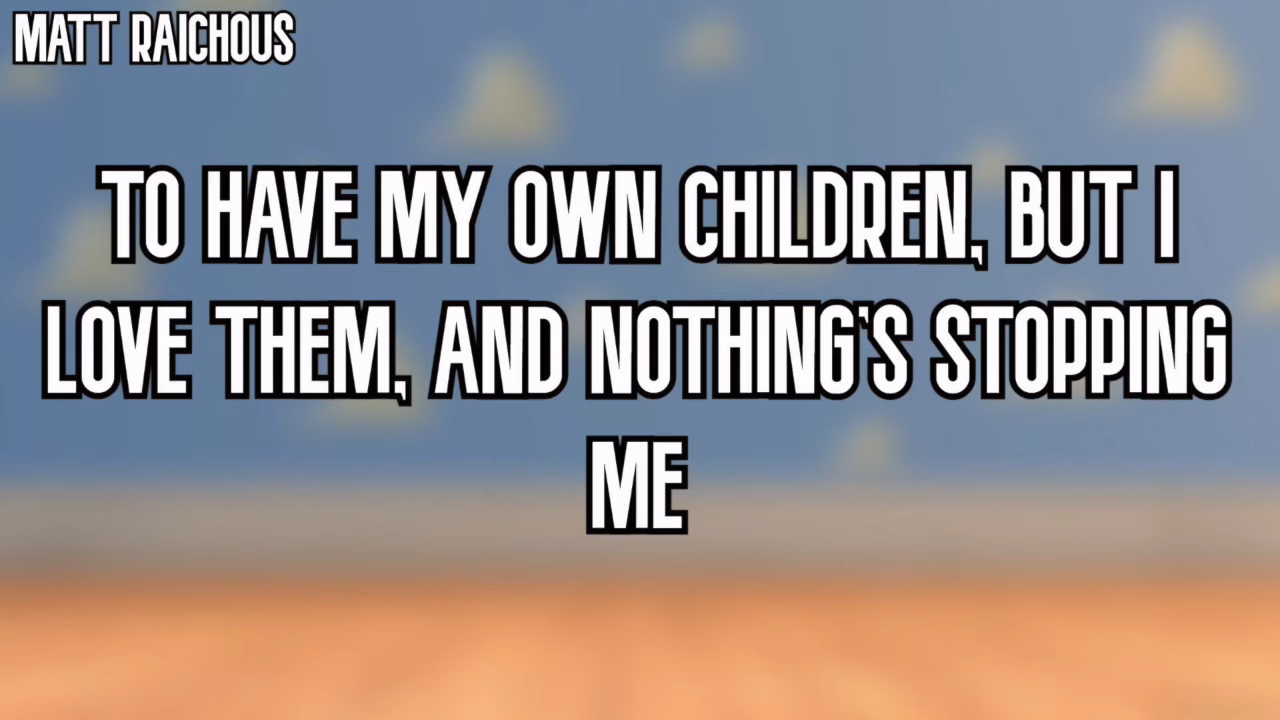 MATT RAICHOUS
TO HAVE MY OWN CHILDREN, BUT I
LOVE THEM, AND NOTHING'S STOPPING
ME